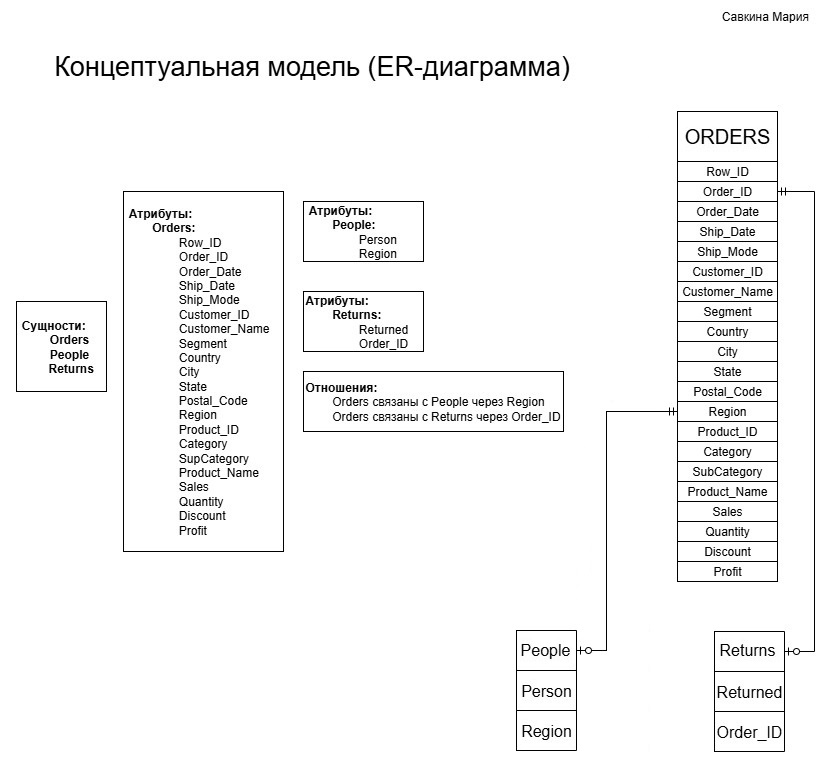 Савкина Мария
Концептуальная модель (ER-диаграмма)
Сущности:
Orders
People
Returns
Атрибуты:
Orders:
Row_ID
Order_ID
Order_Date
Ship_Date
Ship_Mode
Customer_ID
Customer_Name
Segment
Country
City
State
Postal_Code
Region
Product_ID
Category
SupCategory
Product_Name
Sales
Quantity
Discount
Profit
Атрибуты:
People:
Person
Region
Атрибуты:
Returns:
Returned
Order_ID
Отношения:
Orders связаны с People через Region
Orders связаны с Returns через Order_ID
ORDERS
Row_ID
Order_ID
Order_Date
Ship_Date
Ship_Mode
Customer_ID
Customer_Name
Segment
Country
City
State
Postal_Code
Region
Product_ID
Category
SubCategory
Product_Name
Sales
Quantity
Discount
Profit
People
Person
Region
Returns
Returned
Order_ID